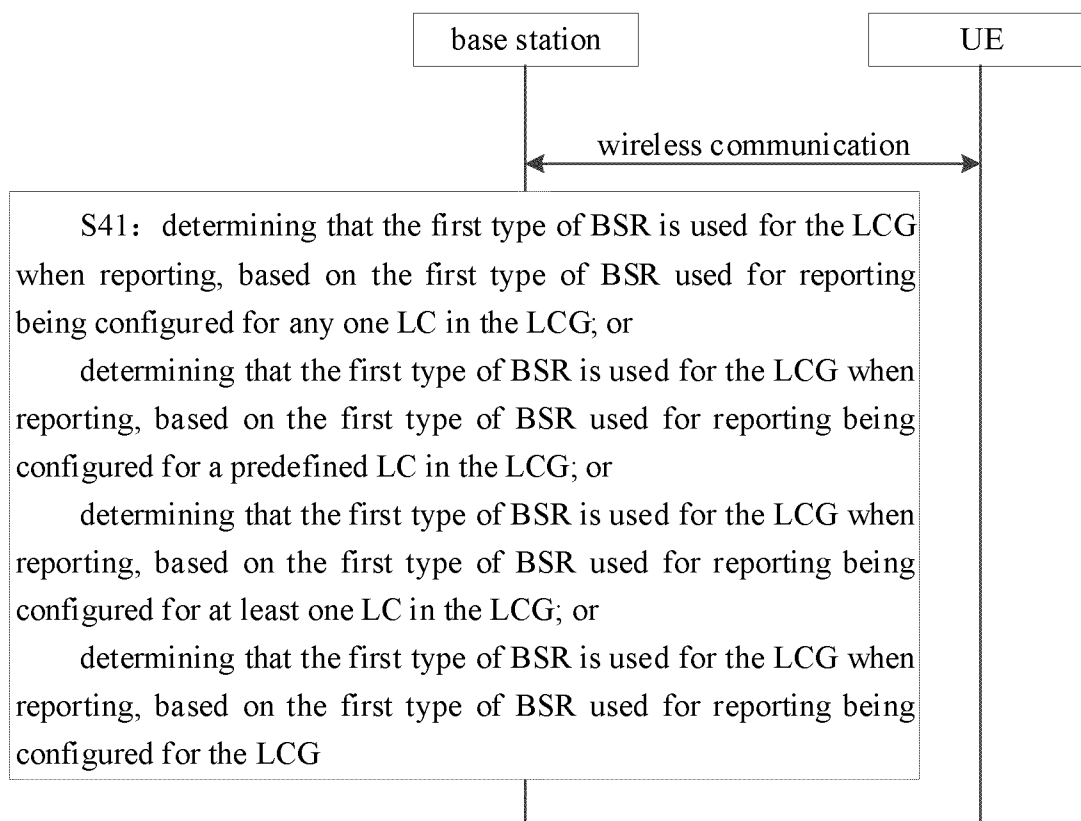 base station
UE
wireless communication
S41：determining that the first type of BSR is used for the LCG
when reporting, based on the first type of BSR used for reporting
being configured for any one LC in the LCG; or
determining that the first type of BSR is used for the LCG when
reporting, based on the first type of BSR used for reporting being
configured for a predefined LC in the LCG; or
determining that the first type of BSR is used for the LCG when
reporting, based on the first type of BSR used for reporting being
configured for at least one LC in the LCG; or
determining that the first type of BSR is used for the LCG when
reporting, based on the first type of BSR used for reporting being
configured for the LCG